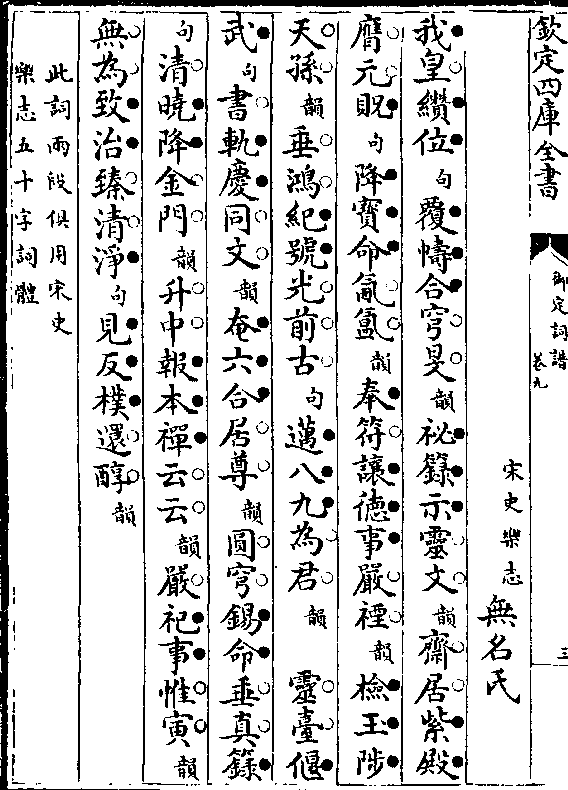 欽定四庫全書
御定詞譜
卷九
三
宋史樂志
無名氏
我皇纘位句覆幬合穹旻韻祕籙示靈文韻齋居紫殿
膺元貺句降寶命氤氳韻奉符讓德事嚴禋韻檢玉陟
天孫韻垂鴻紀號光前古句邁八九為君韻靈臺偃
武句書軌慶同文韻奄六合居尊韻圓穹錫命垂真籙
句清曉降金門韻升中報本禪云云韻嚴祀事惟寅韻
無為致治臻清淨句見反樸還醇韻
此詞兩段俱用宋史
樂志五十字詞體